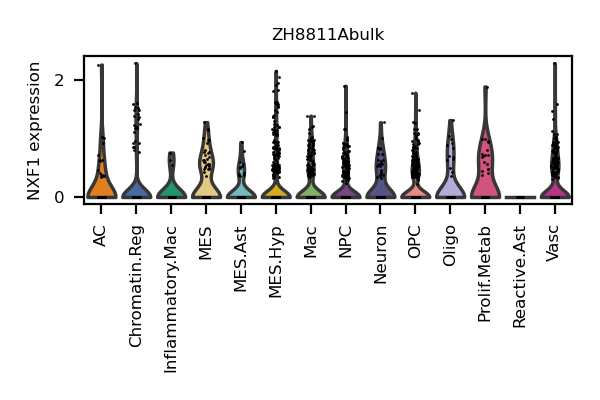 ZH8811Abulk
NXF1 expression
2
0
AC
Chromatin.Reg
Inflammatory.Mac
MES
MES.Ast
MES.Hyp
Mac
NPC
Neuron
OPC
Oligo
Prolif.Metab
Reactive.Ast
Vasc